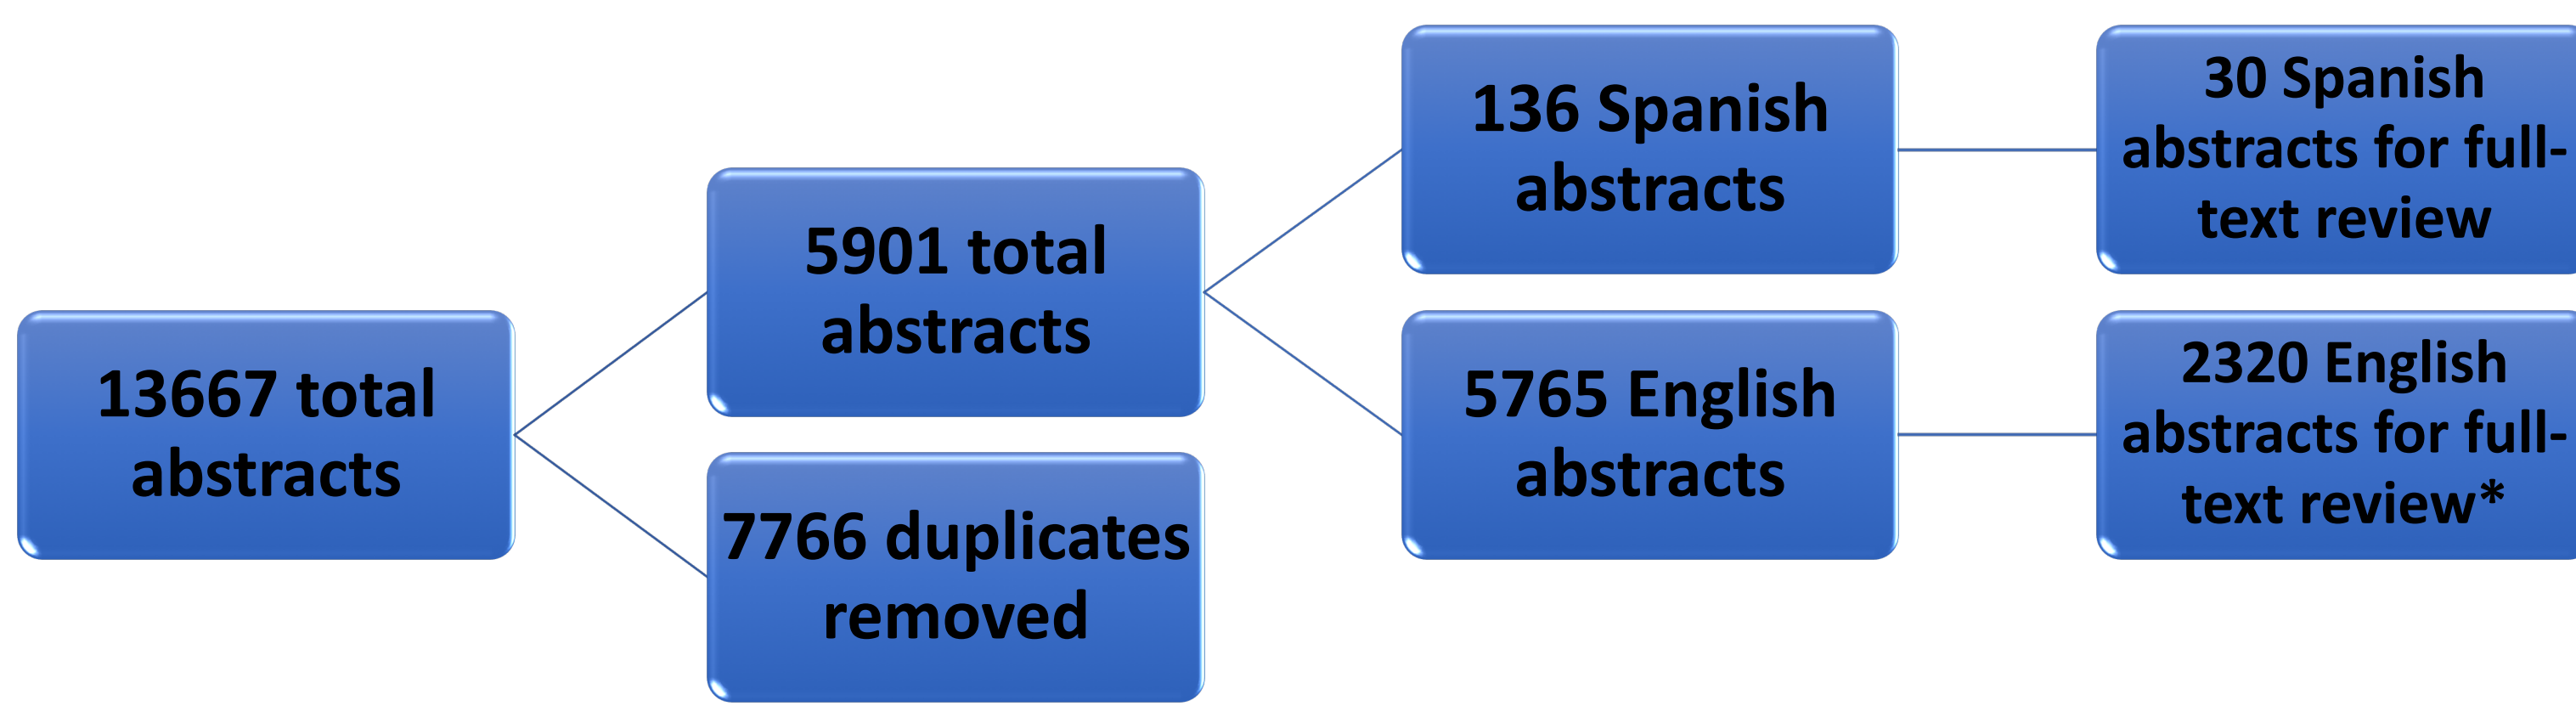 13667 total
abstracts
5901 total
abstracts
7766 duplicates
removed
136 Spanish
abstracts
5765 English
abstracts
30 Spanish
abstracts for full-
text review
2320 English
abstracts for full-
text review*